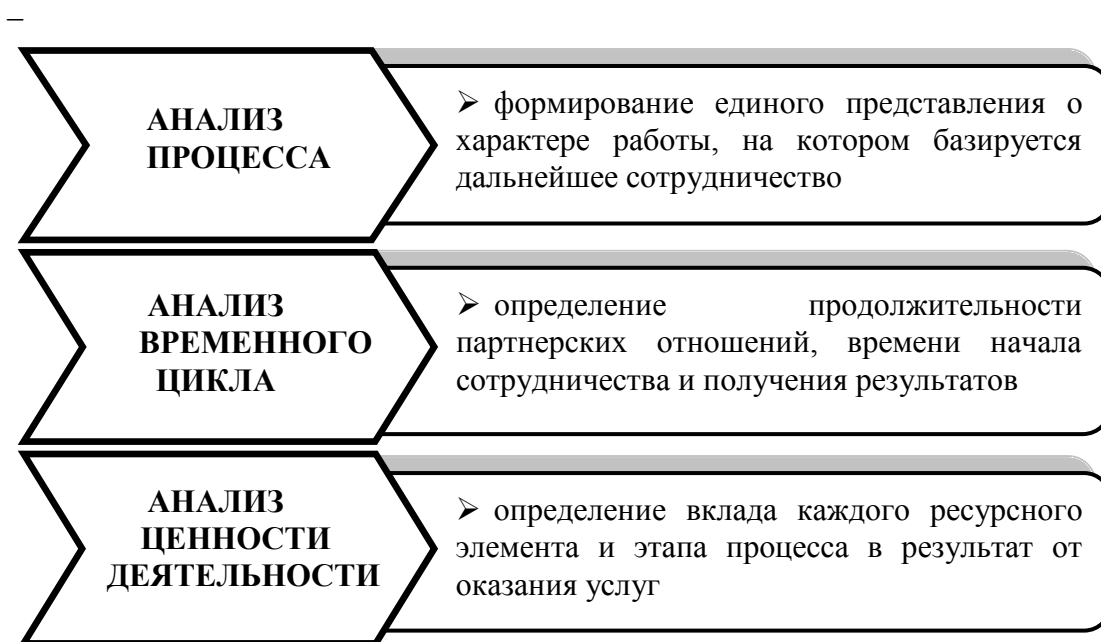 –
АНАЛИЗ
ПРОЦЕССА
➢ формирование единого представления о
характере работы, на котором базируется
дальнейшее сотрудничество
АНАЛИЗ
ВРЕМЕННОГО
ЦИКЛА
➢ определение продолжительности
партнерских отношений, времени начала
сотрудничества и получения результатов
АНАЛИЗ
ЦЕННОСТИ
ДЕЯТЕЛЬНОСТИ
➢ определение вклада каждого ресурсного
элемента и этапа процесса в результат от
оказания услуг